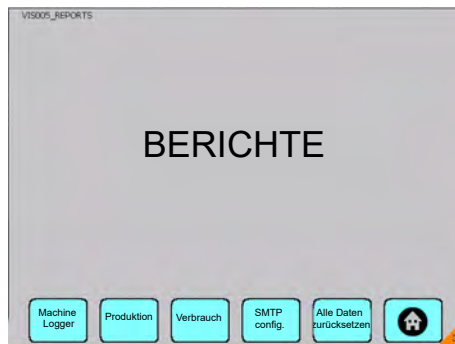 VIS005_REPORTS
BERICHTE
Machine
Logger
Produktion
Verbrauch
SMTP
config.
Alle Daten
zurücksetzen